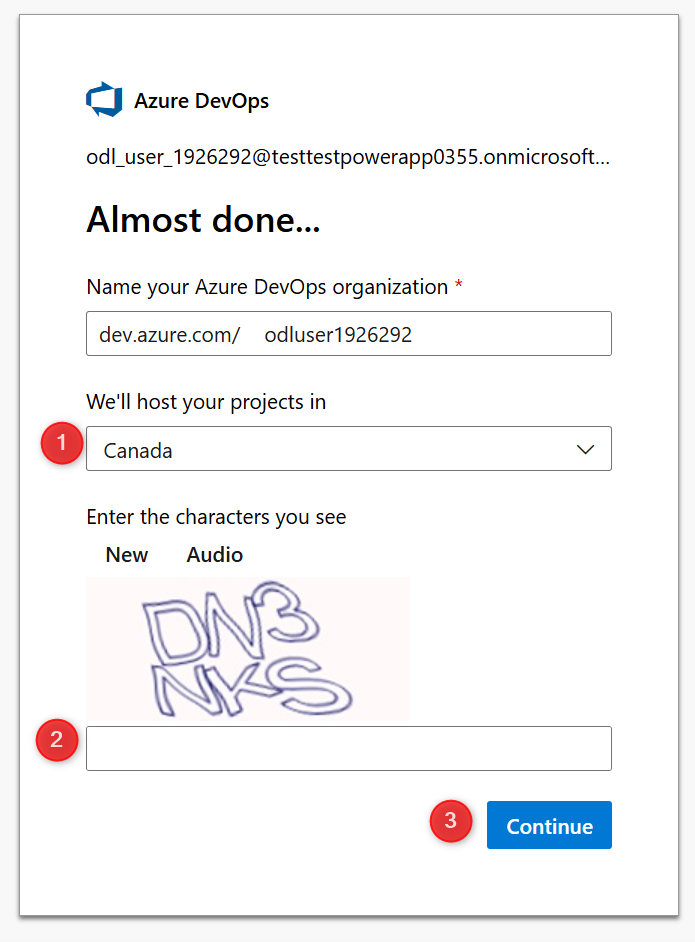 Azure DevOps
odl_user_1926292@testtestpowerapp0355.onmicrosoft...
Almost done...
Name your Azure DevOps organization *
dev.azure.com/ odluser1926292
We'll host your projects in
1
Canada
Enter the characters you see
New Audio
DN3
NKS
2
3
Continue